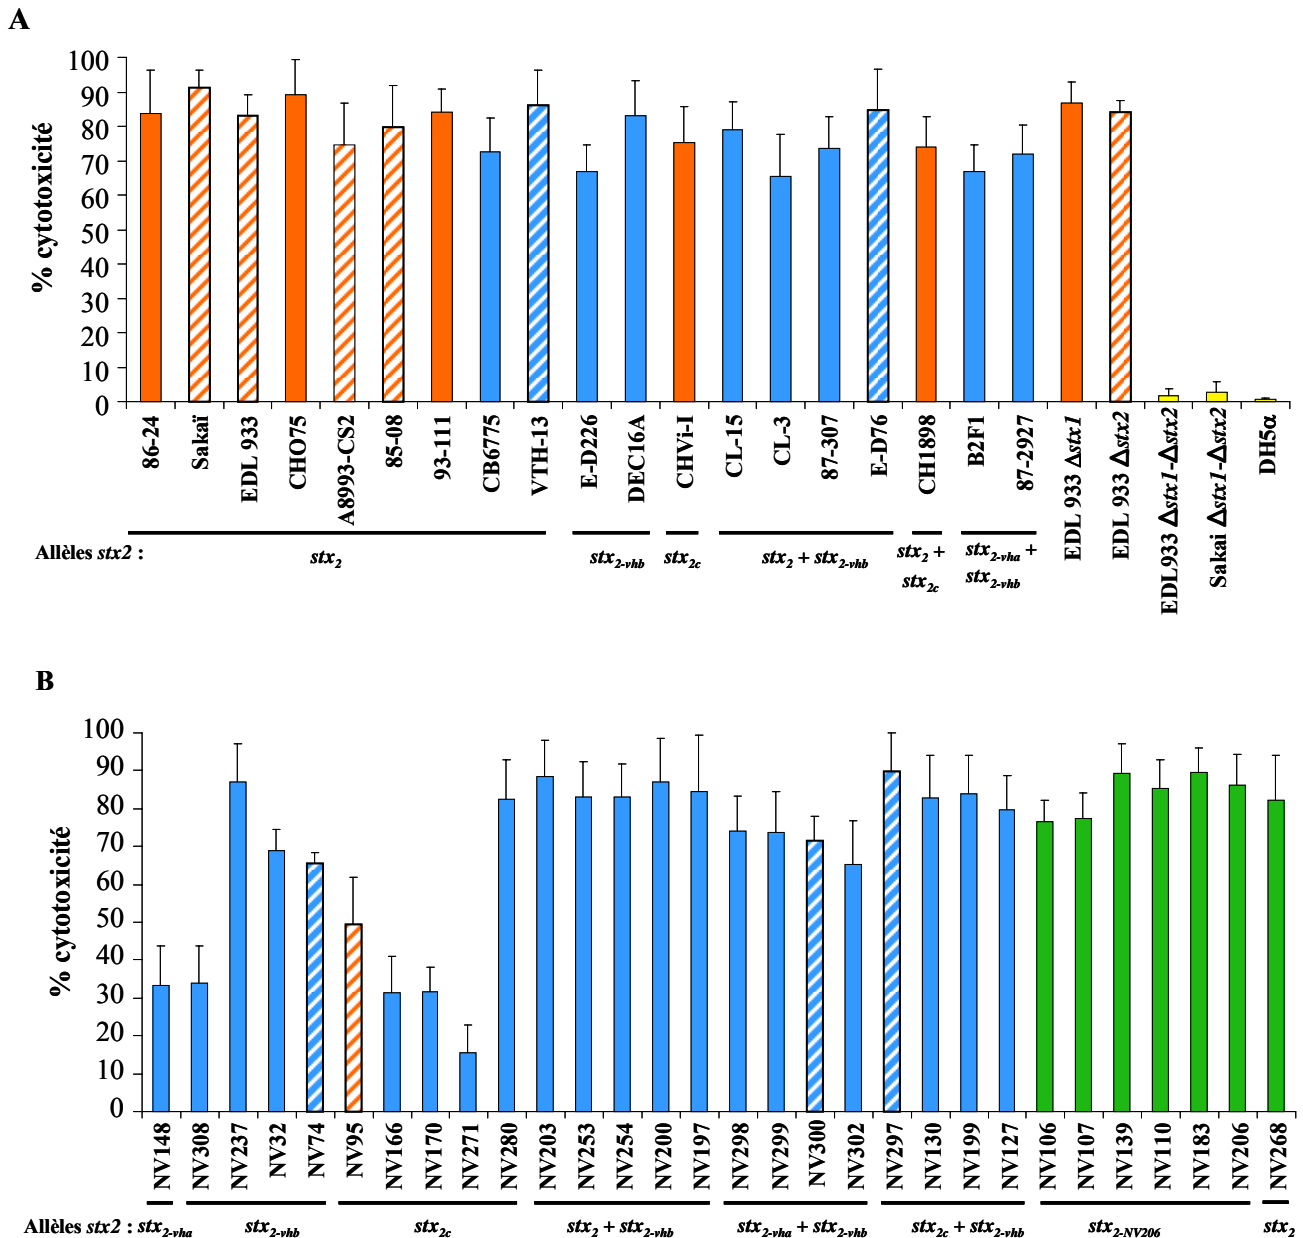 A
% cytotoxicité
100
90
80
70
60
50
40
30
20
10
0
86-24
Sakaï
EDL 933
CHO75
A8993-CS2
85-08
93-111
CB6775
VTH-13
E-D226
DEC16A
CHVi-I
CL-15
CL-3
87-307
E-D76
CH1898
B2F1
87-2927
EDL 933 Δstx1
EDL 933 Δstx2
EDL933 Δstx1-Δstx2
Sakai Δstx1-Δstx2
DH5α
Allèles stx2 :
stx2
stx2-vhb
stx2c
stx2 + stx2-vhb
stx2 +
stx2c
stx2-vha +
stx2-vhb
B
% cytotoxicité
100
90
80
70
60
50
40
30
20
10
0
NV148
NV308
NV237
NV32
NV74
NV95
NV166
NV170
NV271
NV280
NV203
NV253
NV254
NV200
NV197
NV298
NV299
NV300
NV302
NV297
NV130
NV199
NV127
NV106
NV107
NV139
NV110
NV183
NV206
NV268
Allèles stx2 : stx2-vha
stx2-vhb
stx2c
stx2 + stx2-vhb
stx2-vha + stx2-vhb
stx2c + stx2-vhb
stx2-NV206
stx2